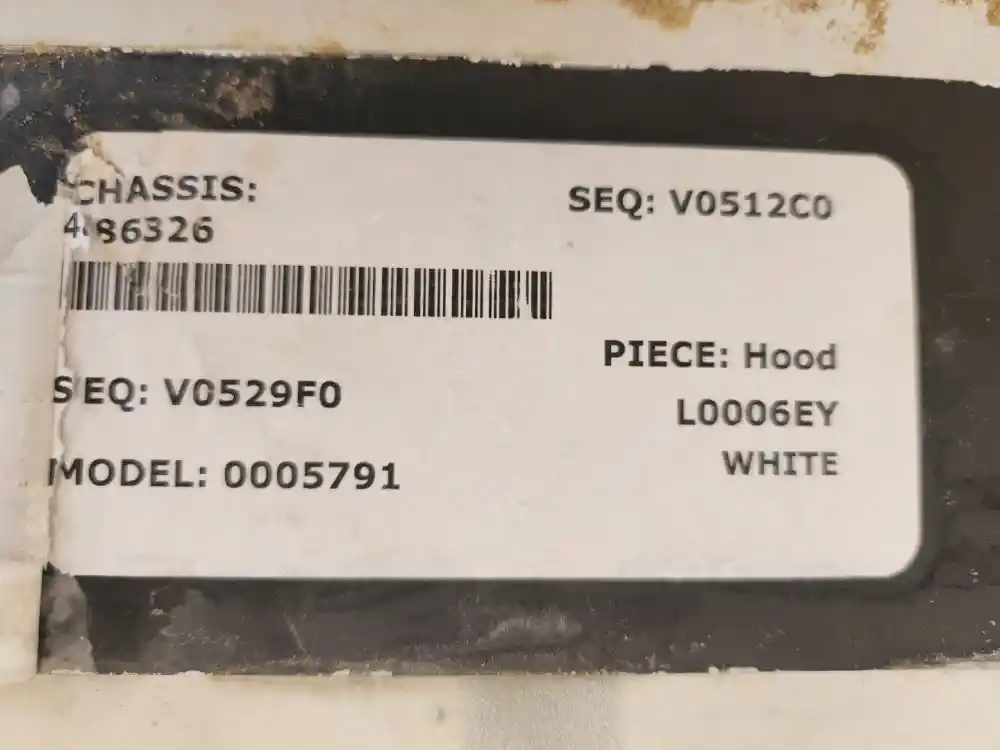 CHASSIS:
SEQ: V0512C0
PIECE: Hood
SEQ: V0529F0
L0006EY
WHITE
MODEL: 0005791